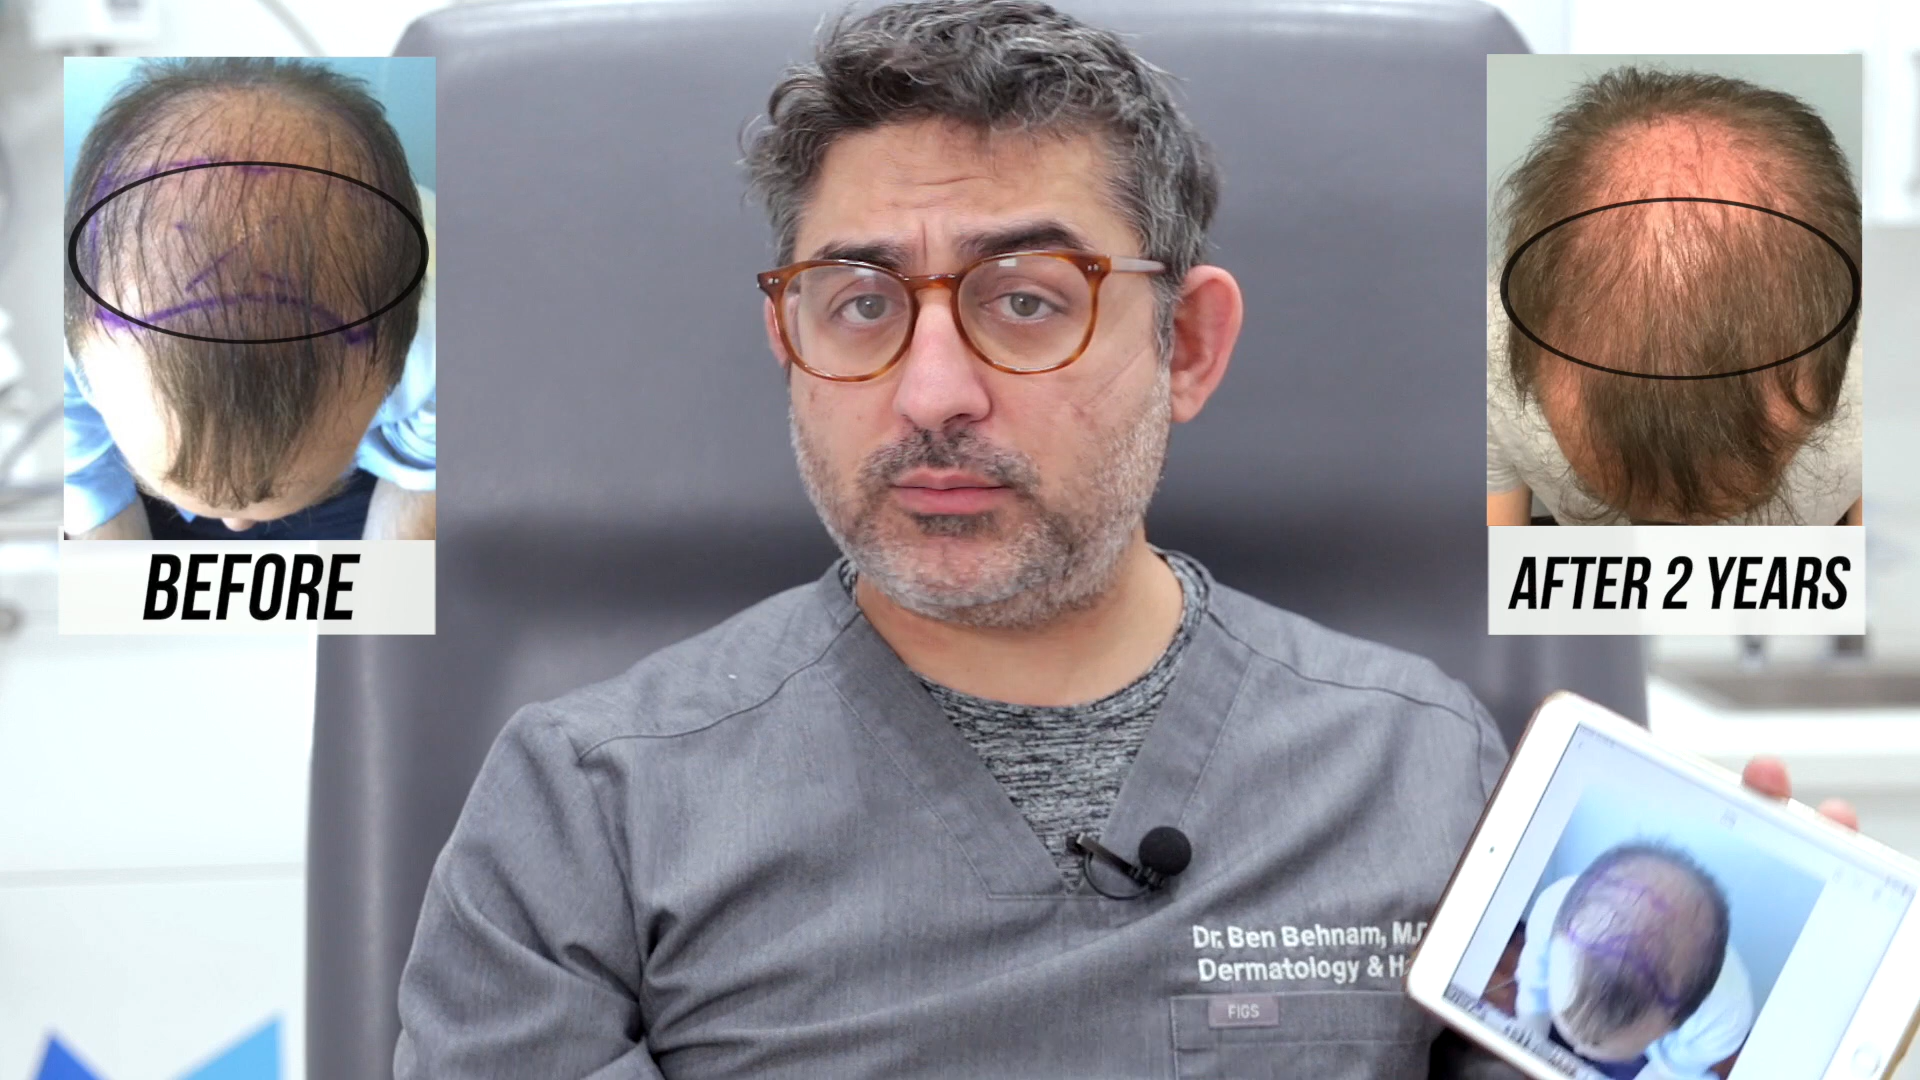 BEFORE
AFTER 2 YEARS
Dr. Ben Behnam, M.D
Dermatology & H
FIGS